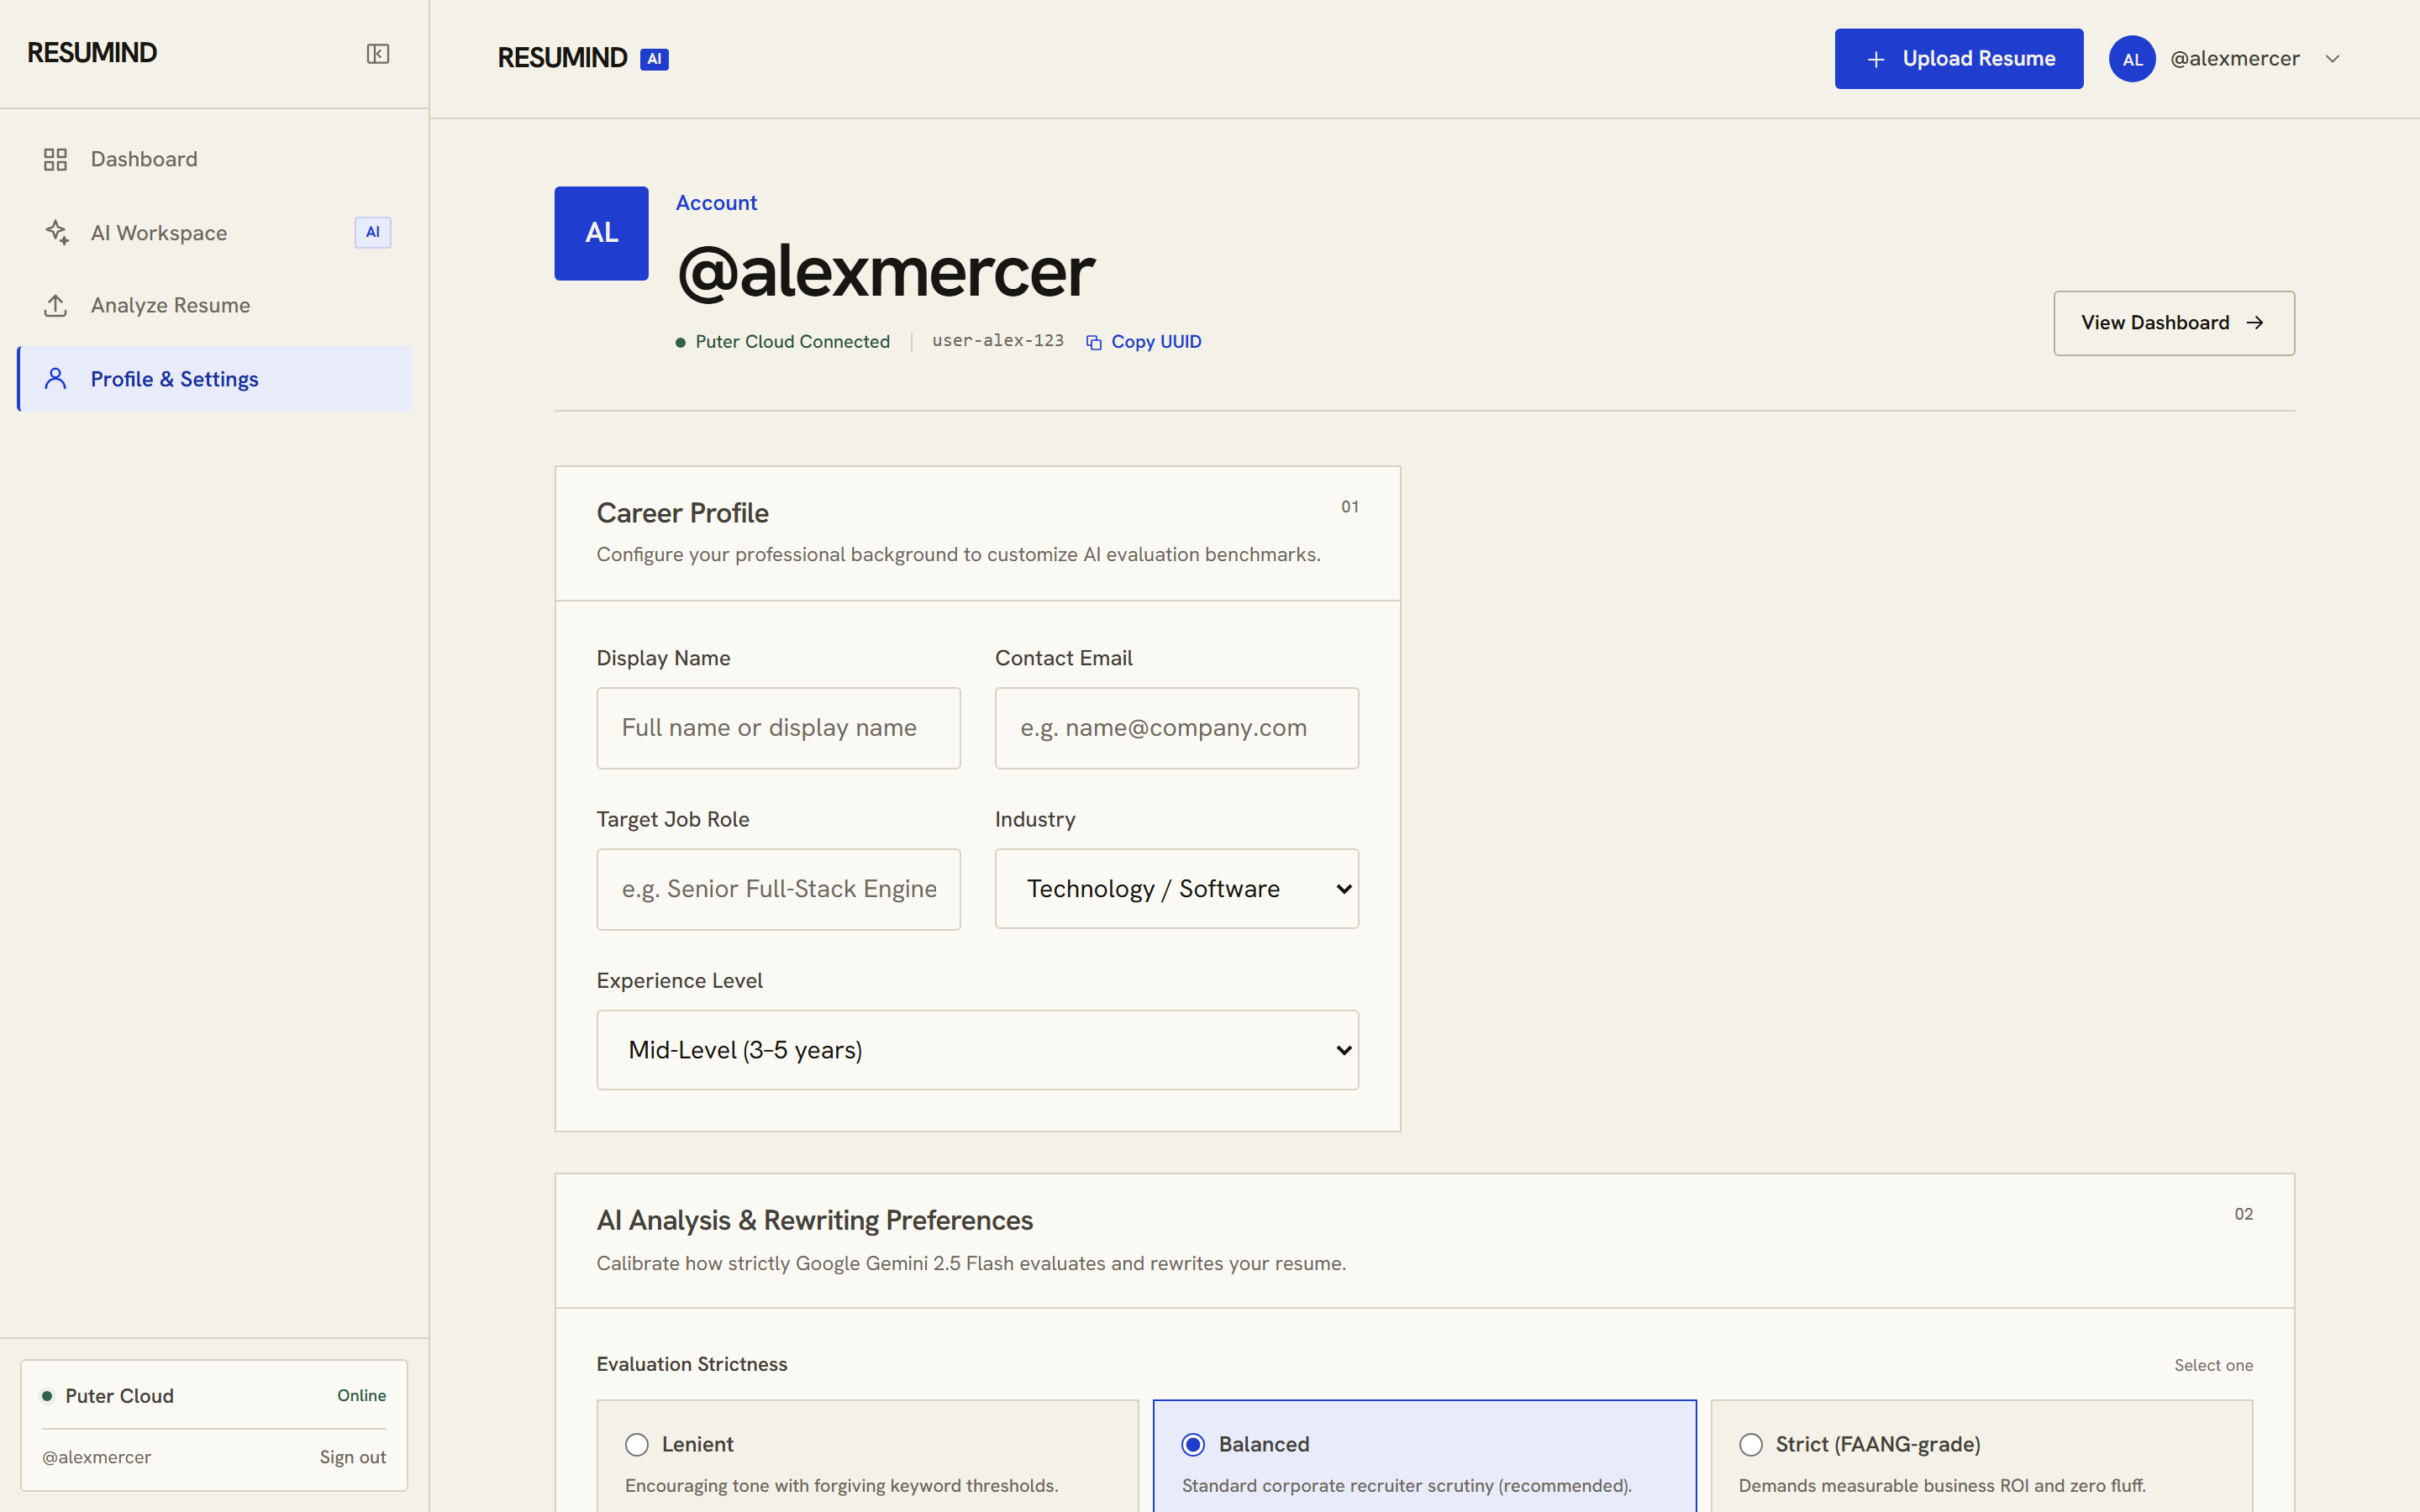 RESUMIND
Dashboard
AI Workspace AI
Analyze Resume
Profile & Settings
Puter Cloud Online
@alexmercer Sign out
RESUMIND AI
Upload Resume
AL @alexmercer
AL
Account
@alexmercer
Puter Cloud Connected user-alex-123 Copy UUID
View Dashboard
Career Profile 01
Configure your professional background to customize AI evaluation benchmarks.
Display Name Contact Email
Full name or display name e.g. name@company.com
Target Job Role Industry
e.g. Senior Full-Stack Engine Technology / Software
Experience Level
Mid-Level (3–5 years)
AI Analysis & Rewriting Preferences 02
Calibrate how strictly Google Gemini 2.5 Flash evaluates and rewrites your resume.
Evaluation Strictness Select one
Lenient
Encouraging tone with forgiving keyword thresholds.
Balanced
Standard corporate recruiter scrutiny (recommended).
Strict (FAANG-grade)
Demands measurable business ROI and zero fluff.